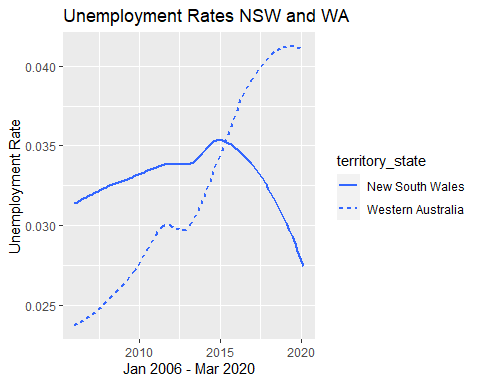 Unemployment Rates NSW and WA
Unemployment Rate
0.040
0.035
0.030
0.025
2010
2015
2020
Jan 2006 - Mar 2020
territory_state
New South Wales
Western Australia